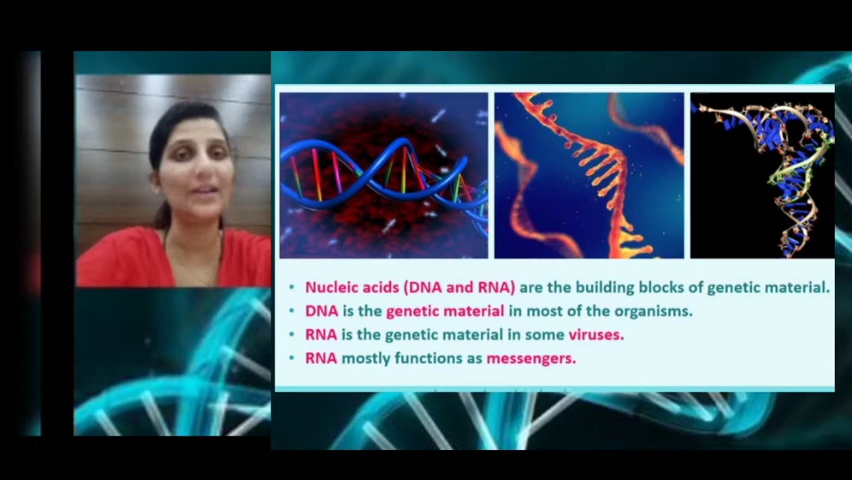 • Nucleic acids (DNA and RNA) are the building blocks of genetic material.
• DNA is the genetic material in most of the organisms.
• RNA is the genetic material in some viruses.
• RNA mostly functions as messengers.